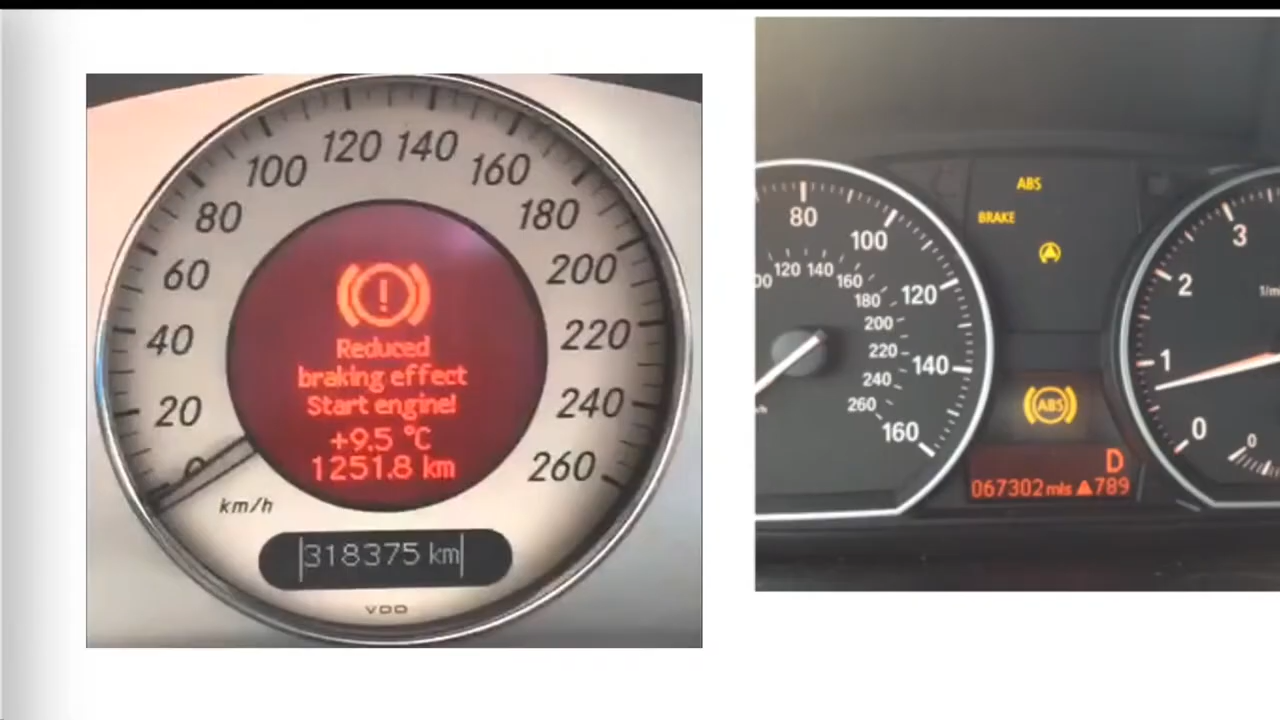 120 140
100 160
80 180
60 200
40 220
20 240
0 260
Reduced
braking effect
Start engine!
+9.5 °C
1251.8 km
km/h
318375 km
VDO
ABS
BRAKE
80
100
120
140
160
120 140
160
180
200
220
240
260
ABS
D
067302 mls ▲789
3
2
1
0
0